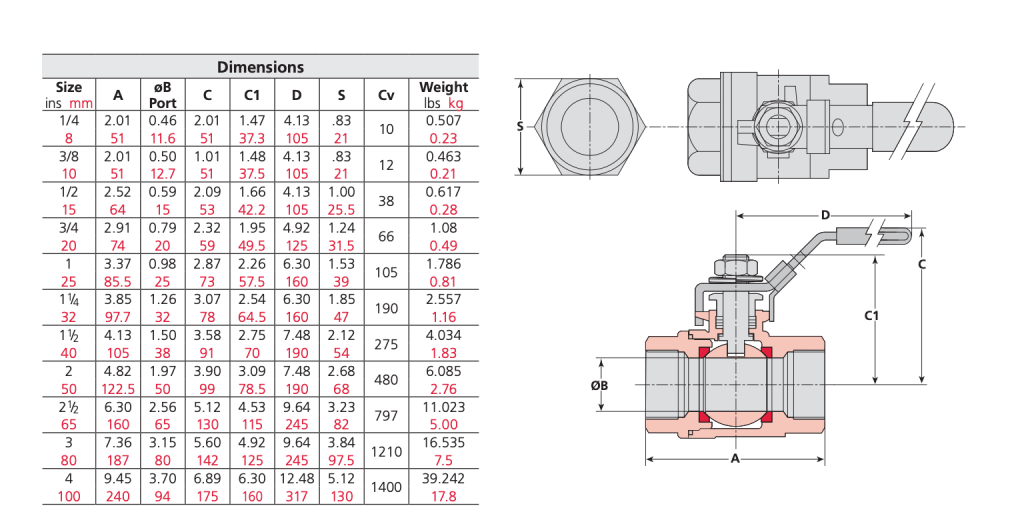 Dimensions
Size ins mm A øB Port C C1 D S Cv Weight lbs kg
1/4 2.01 0.46 2.01 1.47 4.13 .83 10 0.507
8 51 11.6 51 37.3 105 21 0.23
3/8 2.01 0.50 1.01 1.48 4.13 .83 12 0.463
10 51 12.7 51 37.5 105 21 0.21
1/2 2.52 0.59 2.09 1.66 4.13 1.00 38 0.617
15 64 15 53 42.2 105 25.5 0.28
3/4 2.91 0.79 2.32 1.95 4.92 1.24 66 1.08
20 74 20 59 49.5 125 31.5 0.49
1 3.37 0.98 2.87 2.26 6.30 1.53 105 1.786
25 85.5 25 73 57.5 160 39 0.81
1¼ 3.85 1.26 3.07 2.54 6.30 1.85 190 2.557
32 97.7 32 78 64.5 160 47 1.16
1½ 4.13 1.50 3.58 2.75 7.48 2.12 275 4.034
40 105 38 91 70 190 54 1.83
2 4.82 1.97 3.90 3.09 7.48 2.68 480 6.085
50 122.5 50 99 78.5 190 68 2.76
2½ 6.30 2.56 5.12 4.53 9.64 3.23 797 11.023
65 160 65 130 115 245 82 5.00
3 7.36 3.15 5.60 4.92 9.64 3.84 1210 16.535
80 187 80 142 125 245 97.5 7.5
4 9.45 3.70 6.89 6.30 12.48 5.12 1400 39.242
100 240 94 175 160 317 130 17.8
S
D
C
C1
ØB
A